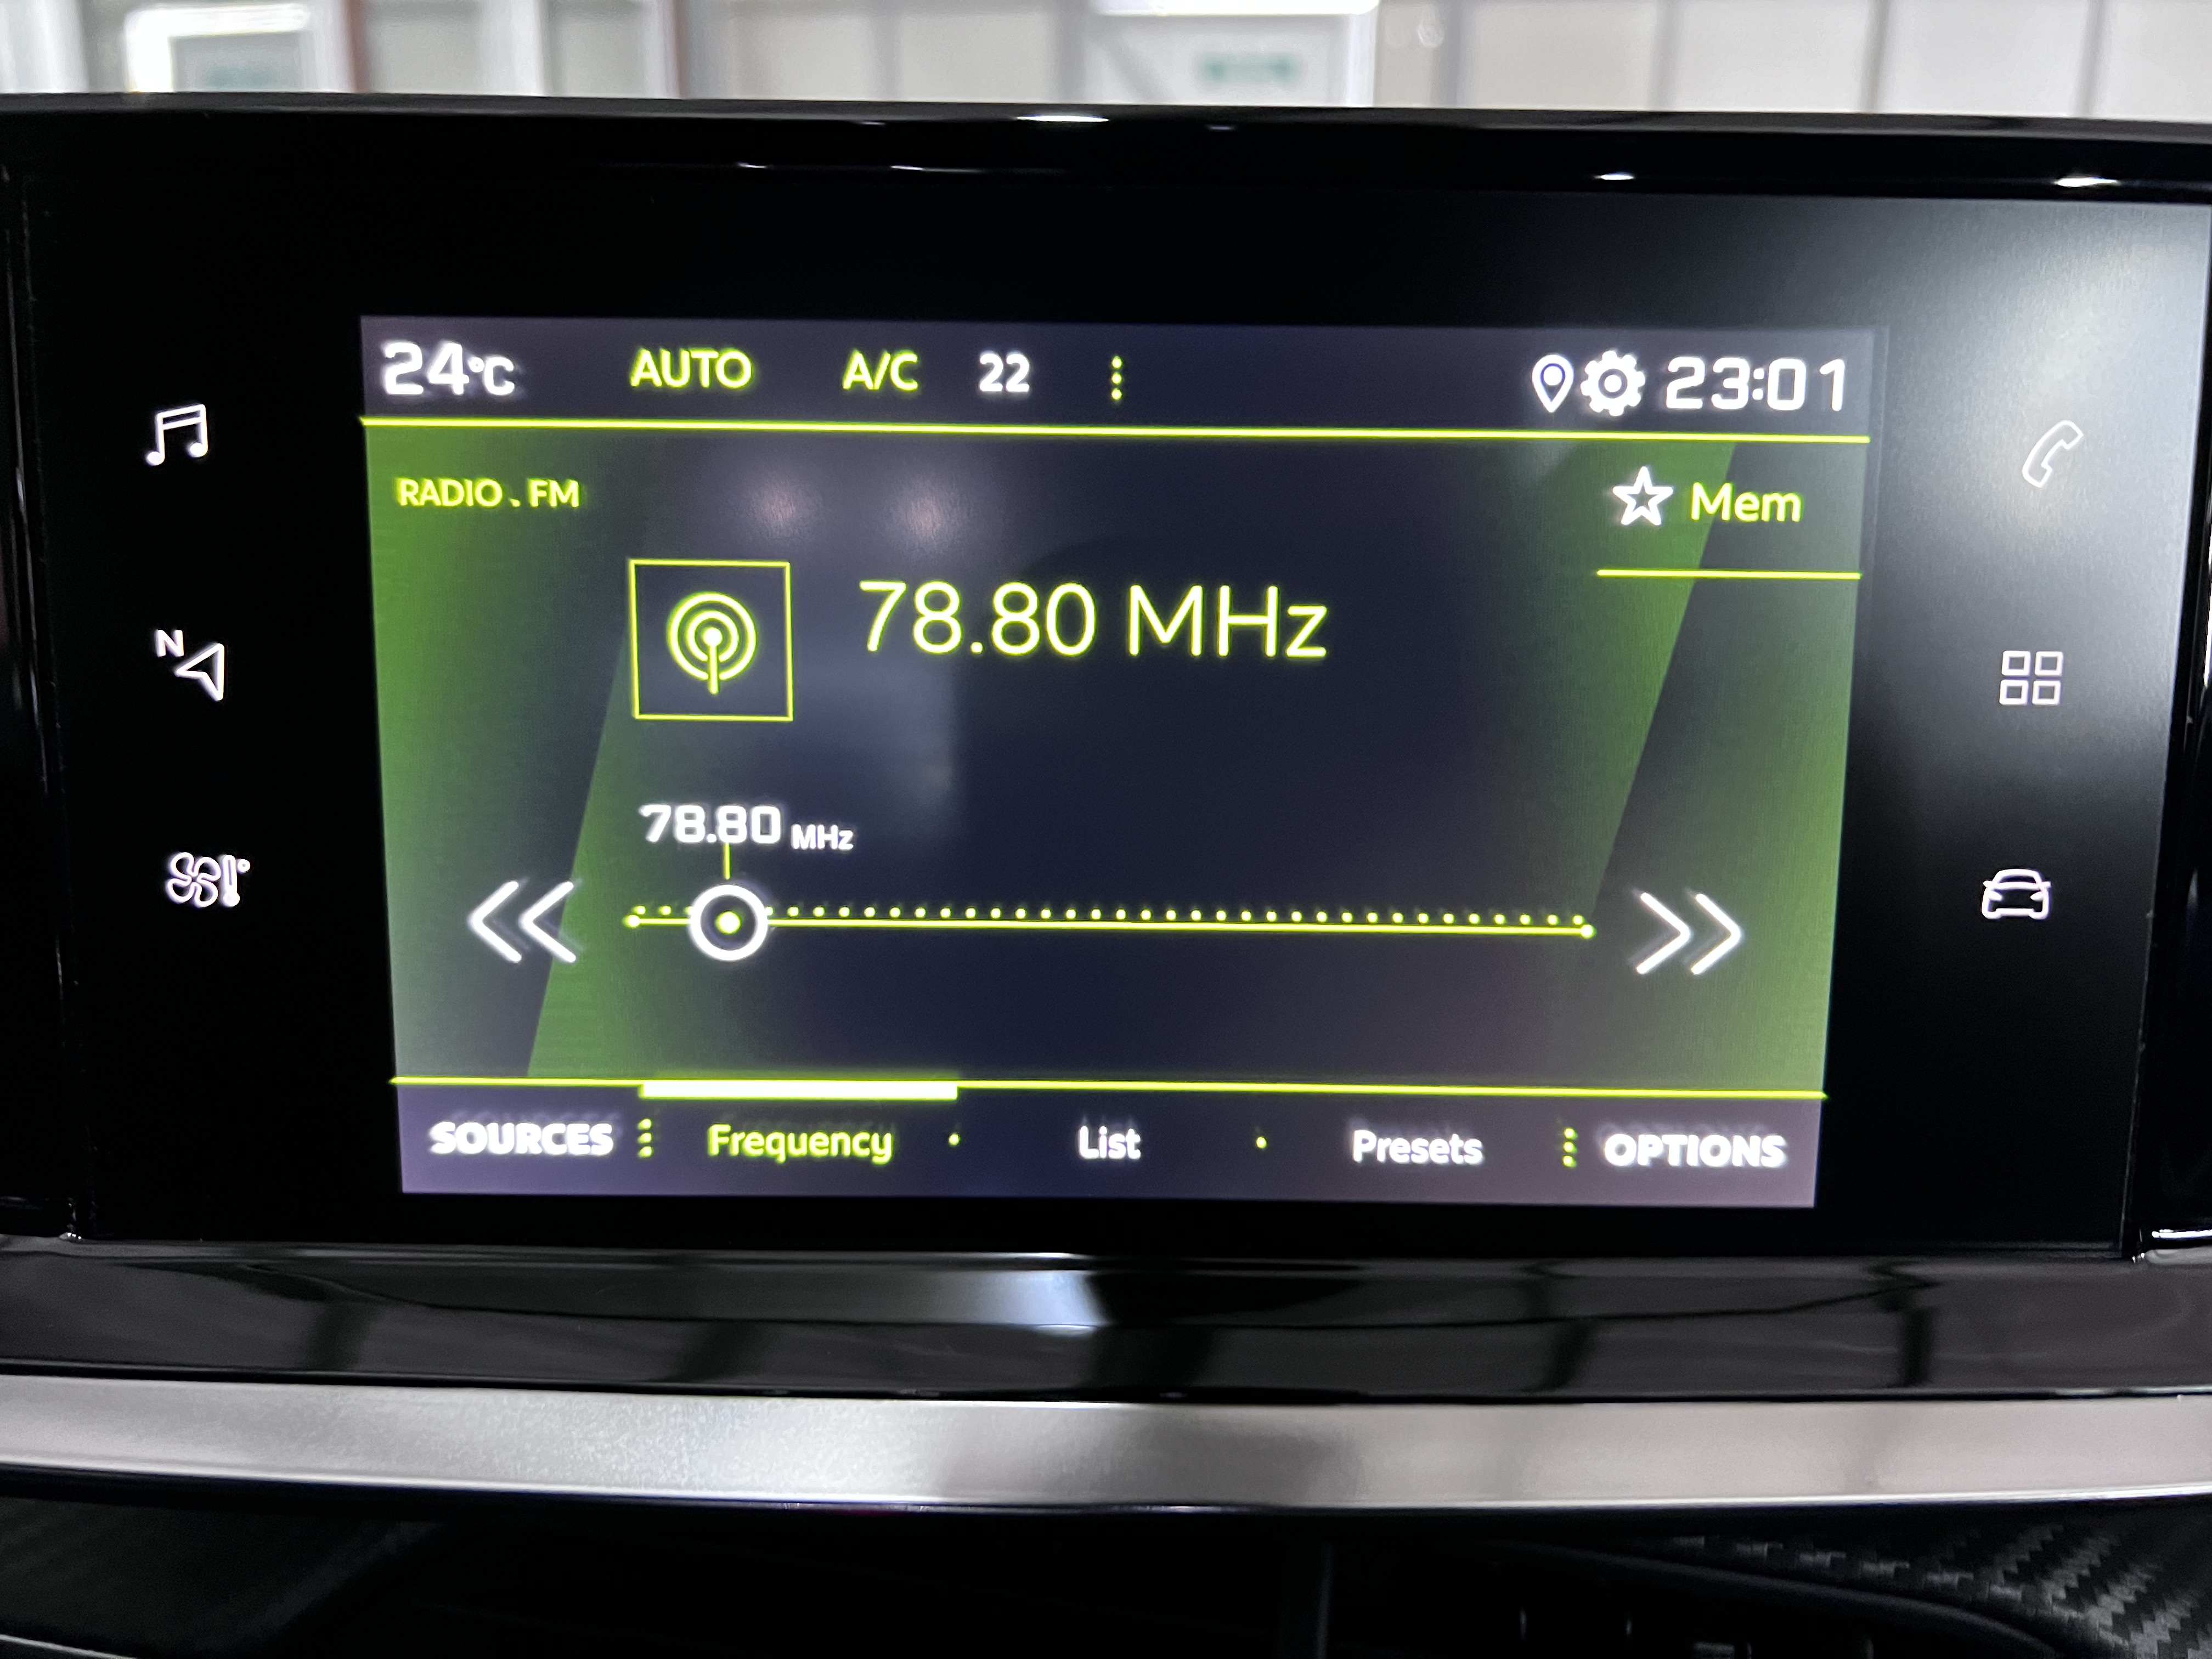 24°C AUTO A/C 22 23:01
RADIO . FM
Mem
78.80 MHz
N
78.80 MHz
SOURCES Frequency List Presets OPTIONS